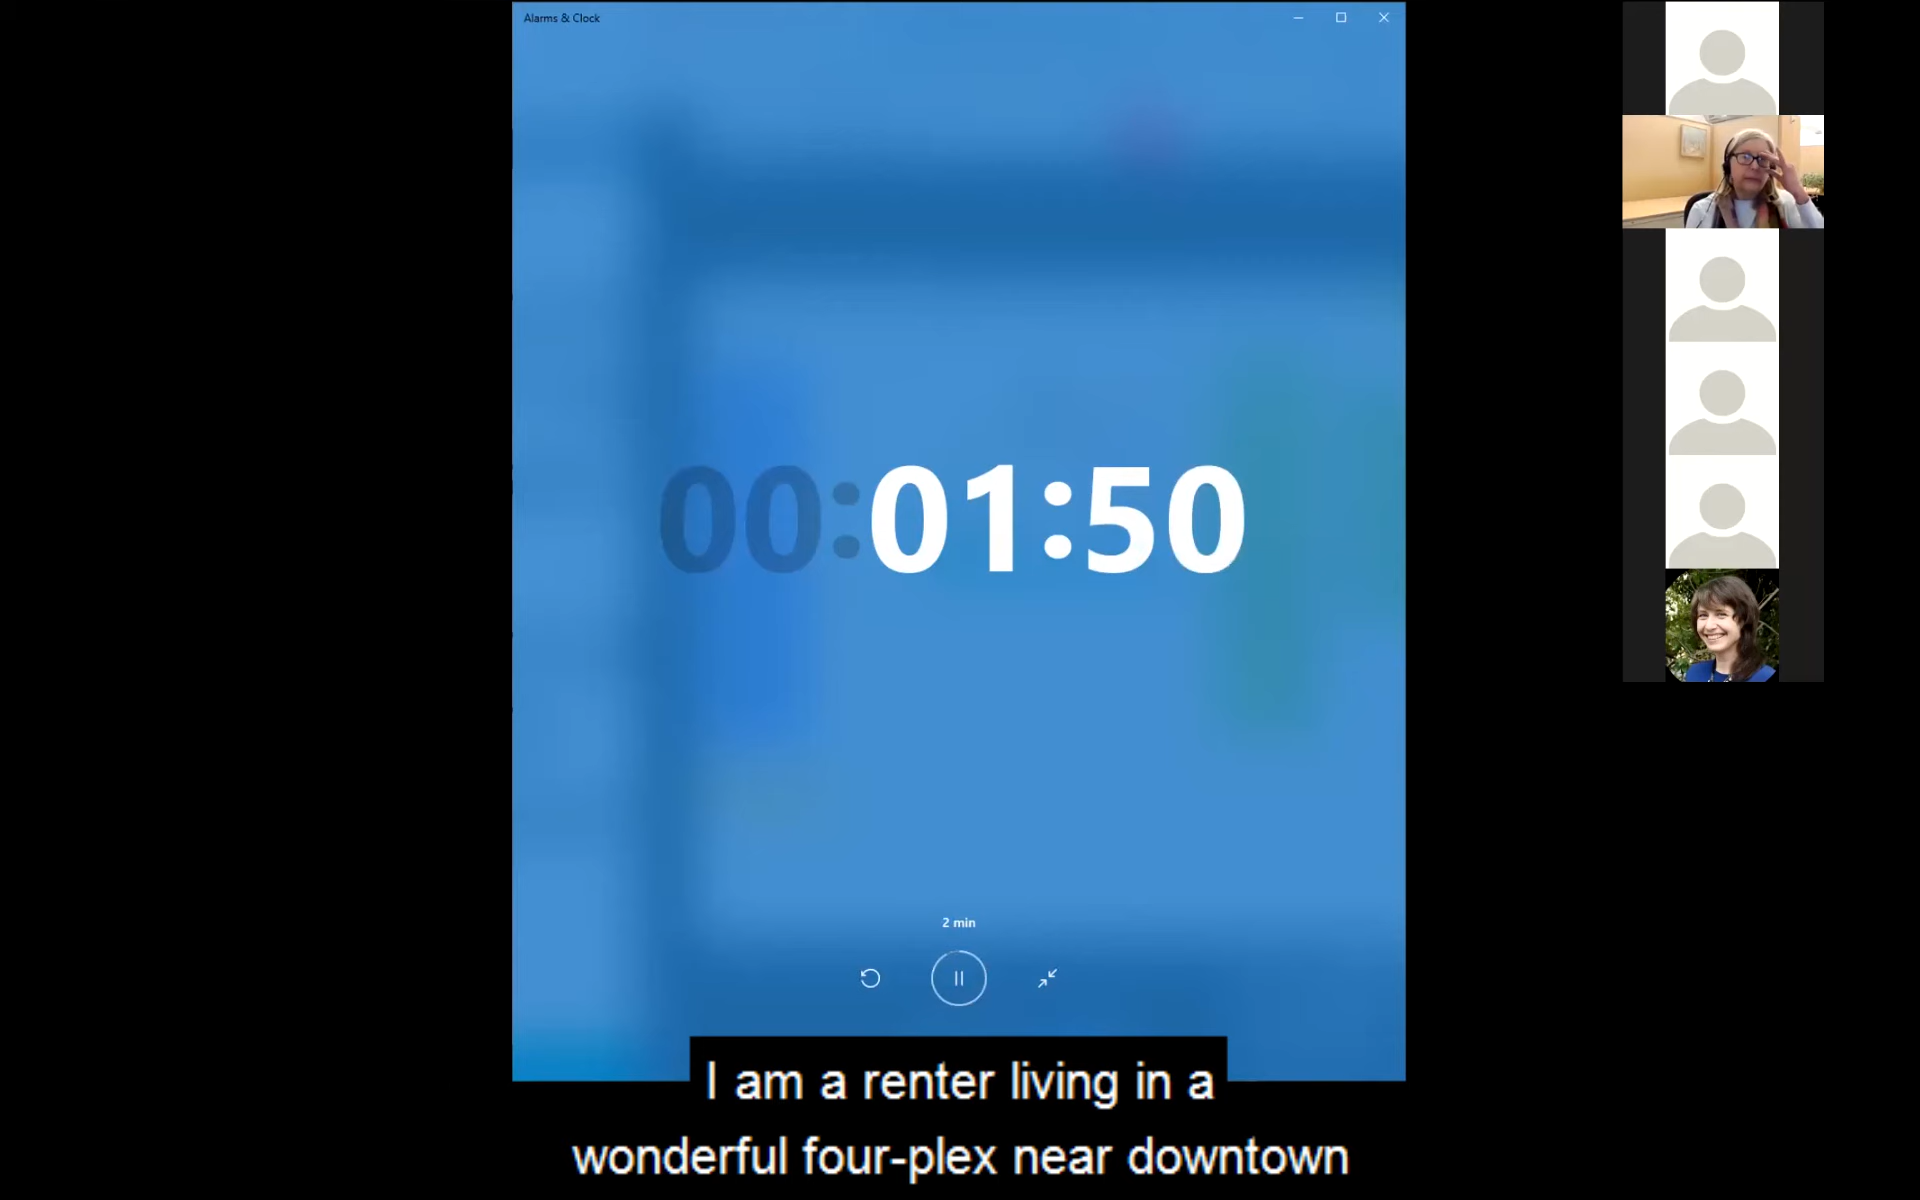 Alarms & Clock
00:01:50
2 min
I am a renter living in a
wonderful four-plex near downtown